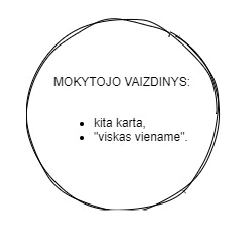 MOKYTOJO VAIZDINYS:
• kita karta,
• "viskas viename".